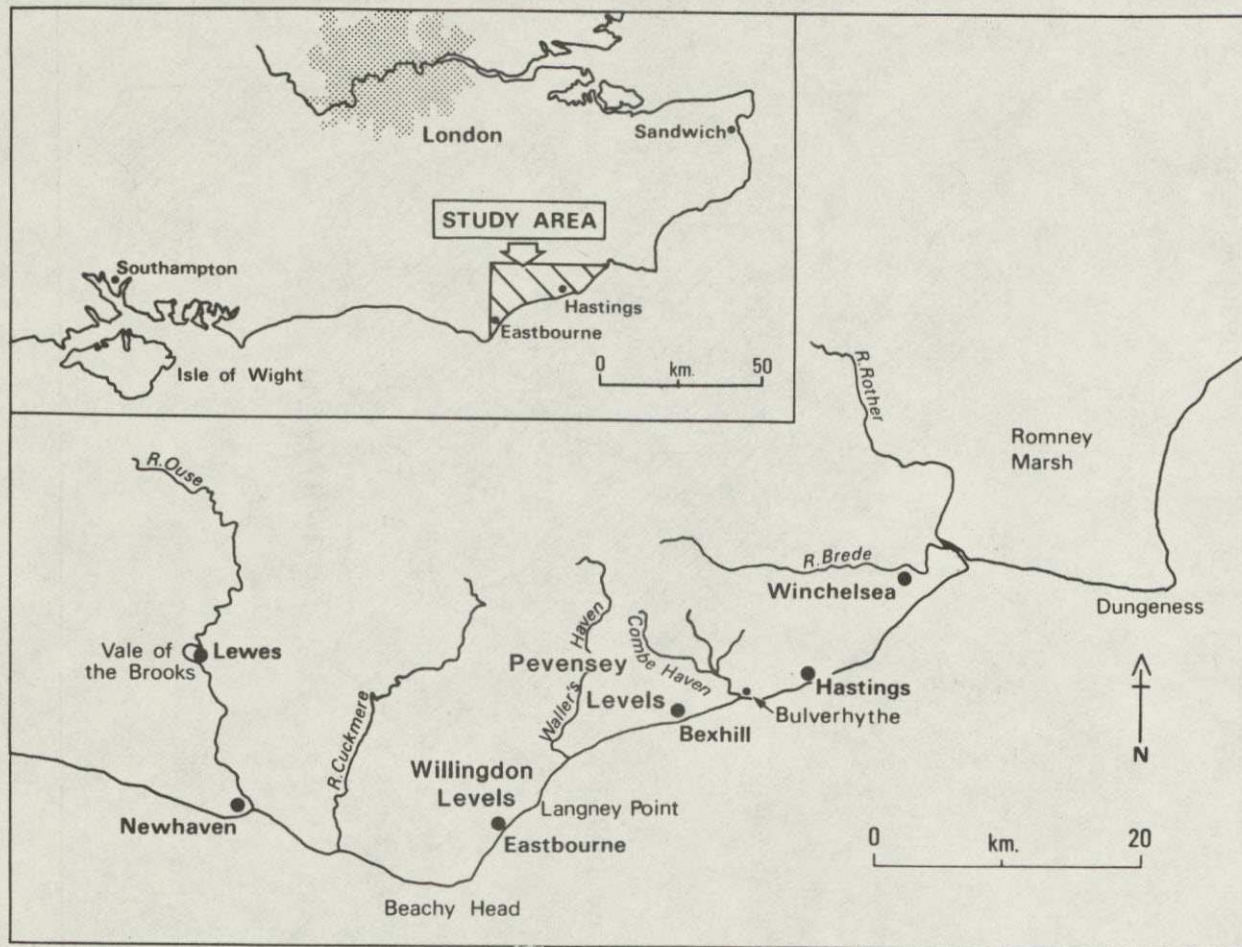 London
Sandwich
STUDY AREA
Southampton
Hastings
Eastbourne
Isle of Wight
0 km. 50
R.Rother
Romney
Marsh
R.Ouse
R.Brede
Winchelsea
Dungeness
Vale of
the Brooks
Lewes
R.Cuckmere
Waller's Haven
Combe Haven
Pevensey
Levels
Hastings
Bulverhythe
Bexhill
N
Willingdon
Levels
Langney Point
Newhaven
Eastbourne
0 km. 20
Beachy Head